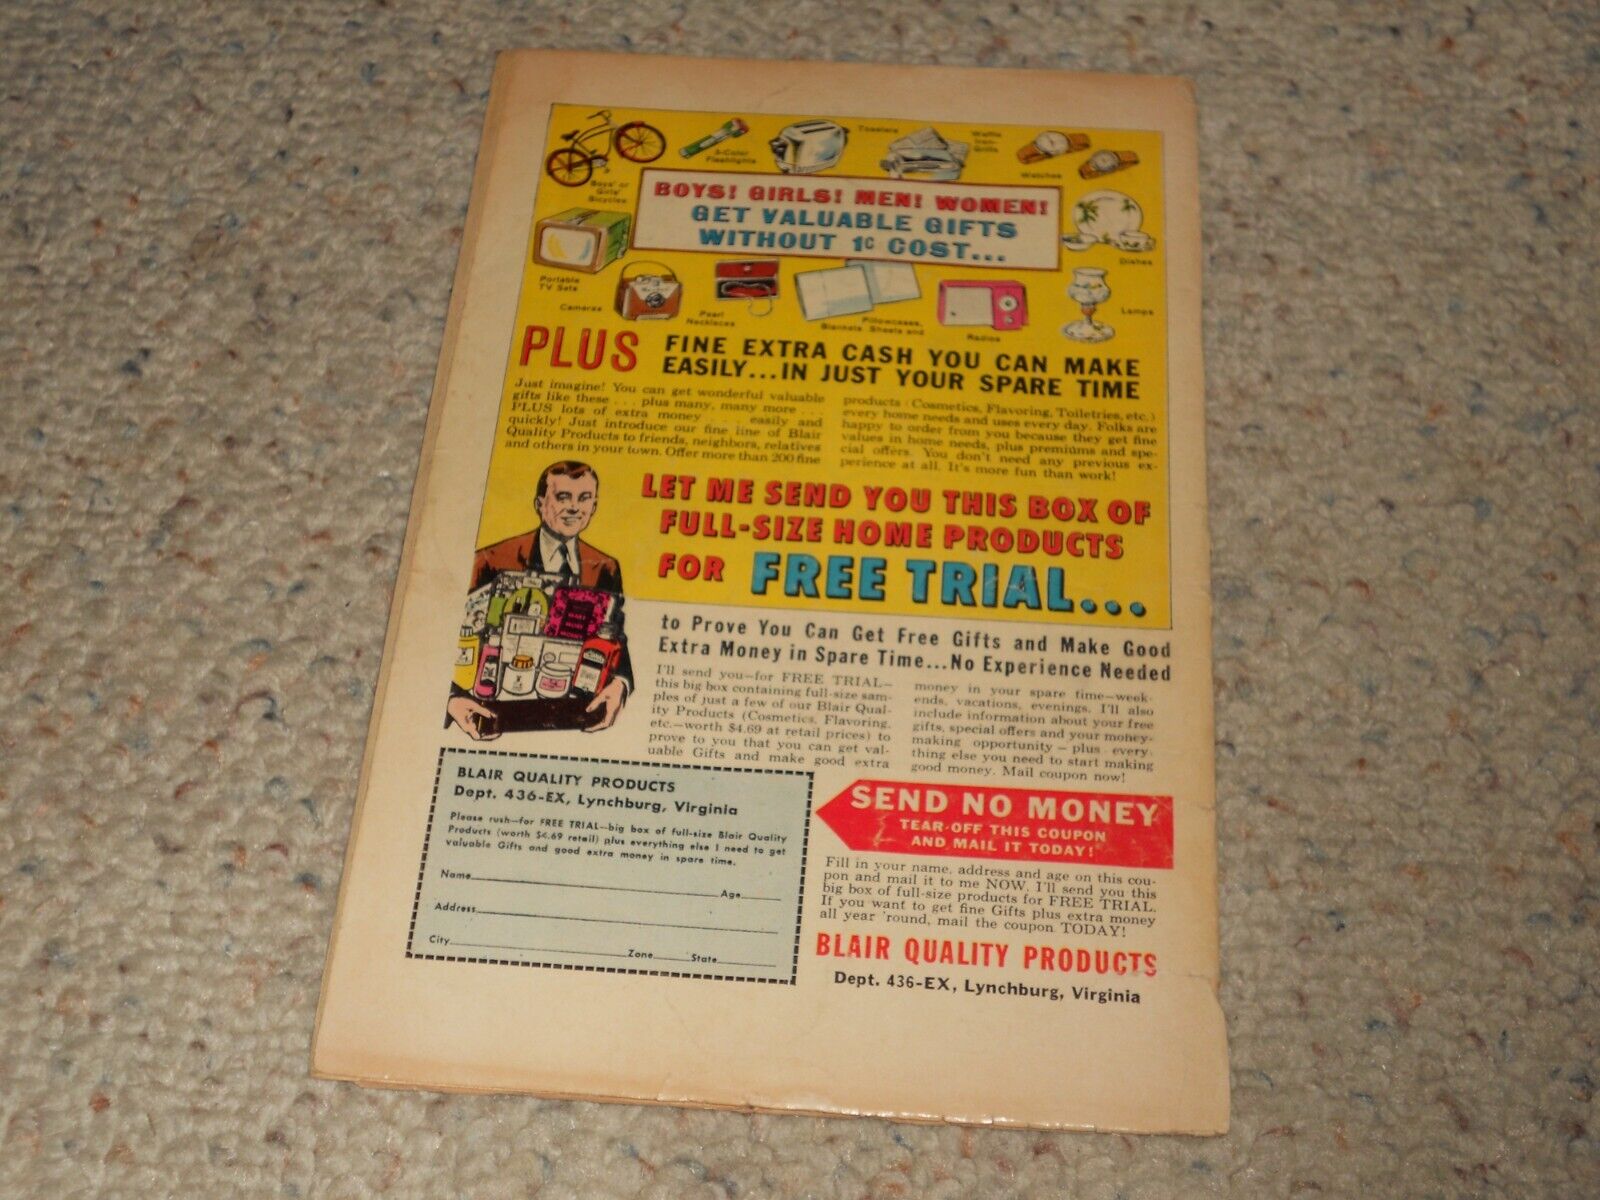 3-Color
Flashlights
Toasters
Waffle
Iron-
Grills
Watches
Boys' or
Girls'
Bicycles
BOYS! GIRLS! MEN! WOMEN!
GET VALUABLE GIFTS
WITHOUT 1¢ COST...
Dishes
Portable
TV Sets
Cameras
Pearl
Necklaces
Pillowcases,
Blankets, Sheets and
Radios
Lamps
PLUS
FINE EXTRA CASH YOU CAN MAKE
EASILY...IN JUST YOUR SPARE TIME
Just imagine! You can get wonderful valuable
gifts like these . . . plus many, many more . . .
PLUS lots of extra money . . . easily and
quickly! Just introduce our fine line of Blair
Quality Products to friends, neighbors, relatives
and others in your town. Offer more than 200 fine
products (Cosmetics, Flavoring, Toiletries, etc.)
every home needs and uses every day. Folks are
happy to order from you because they get fine
values in home needs, plus premiums and spe-
cial offers. You don't need any previous ex-
perience at all. It's more fun than work!
LET ME SEND YOU THIS BOX OF
FULL-SIZE HOME PRODUCTS
FOR FREE TRIAL...
MAKE
MORE
MONEY
to Prove You Can Get Free Gifts and Make Good
Extra Money in Spare Time...No Experience Needed
I'll send you—for FREE TRIAL—
this big box containing full-size sam-
ples of just a few of our Blair Qual-
ity Products (Cosmetics, Flavoring,
etc.—worth $4.69 at retail prices) to
prove to you that you can get val-
uable Gifts and make good extra
money in your spare time—week-
ends, vacations, evenings. I'll also
include information about your free
gifts, special offers and your money-
making opportunity — plus every-
thing else you need to start making
good money. Mail coupon now!
BLAIR QUALITY PRODUCTS
Dept. 436-EX, Lynchburg, Virginia
Please rush—for FREE TRIAL—big box of full-size Blair Quality
Products (worth $4.69 retail) plus everything else I need to get
valuable Gifts and good extra money in spare time.
Name Age
Address
City Zone State
SEND NO MONEY
TEAR OFF THIS COUPON
AND MAIL IT TODAY!
Fill in your name, address and age on this cou-
pon and mail it to me NOW. I'll send you this
big box of full-size products for FREE TRIAL.
If you want to get fine Gifts plus extra money
all year 'round, mail the coupon TODAY!
BLAIR QUALITY PRODUCTS
Dept. 436-EX, Lynchburg, Virginia